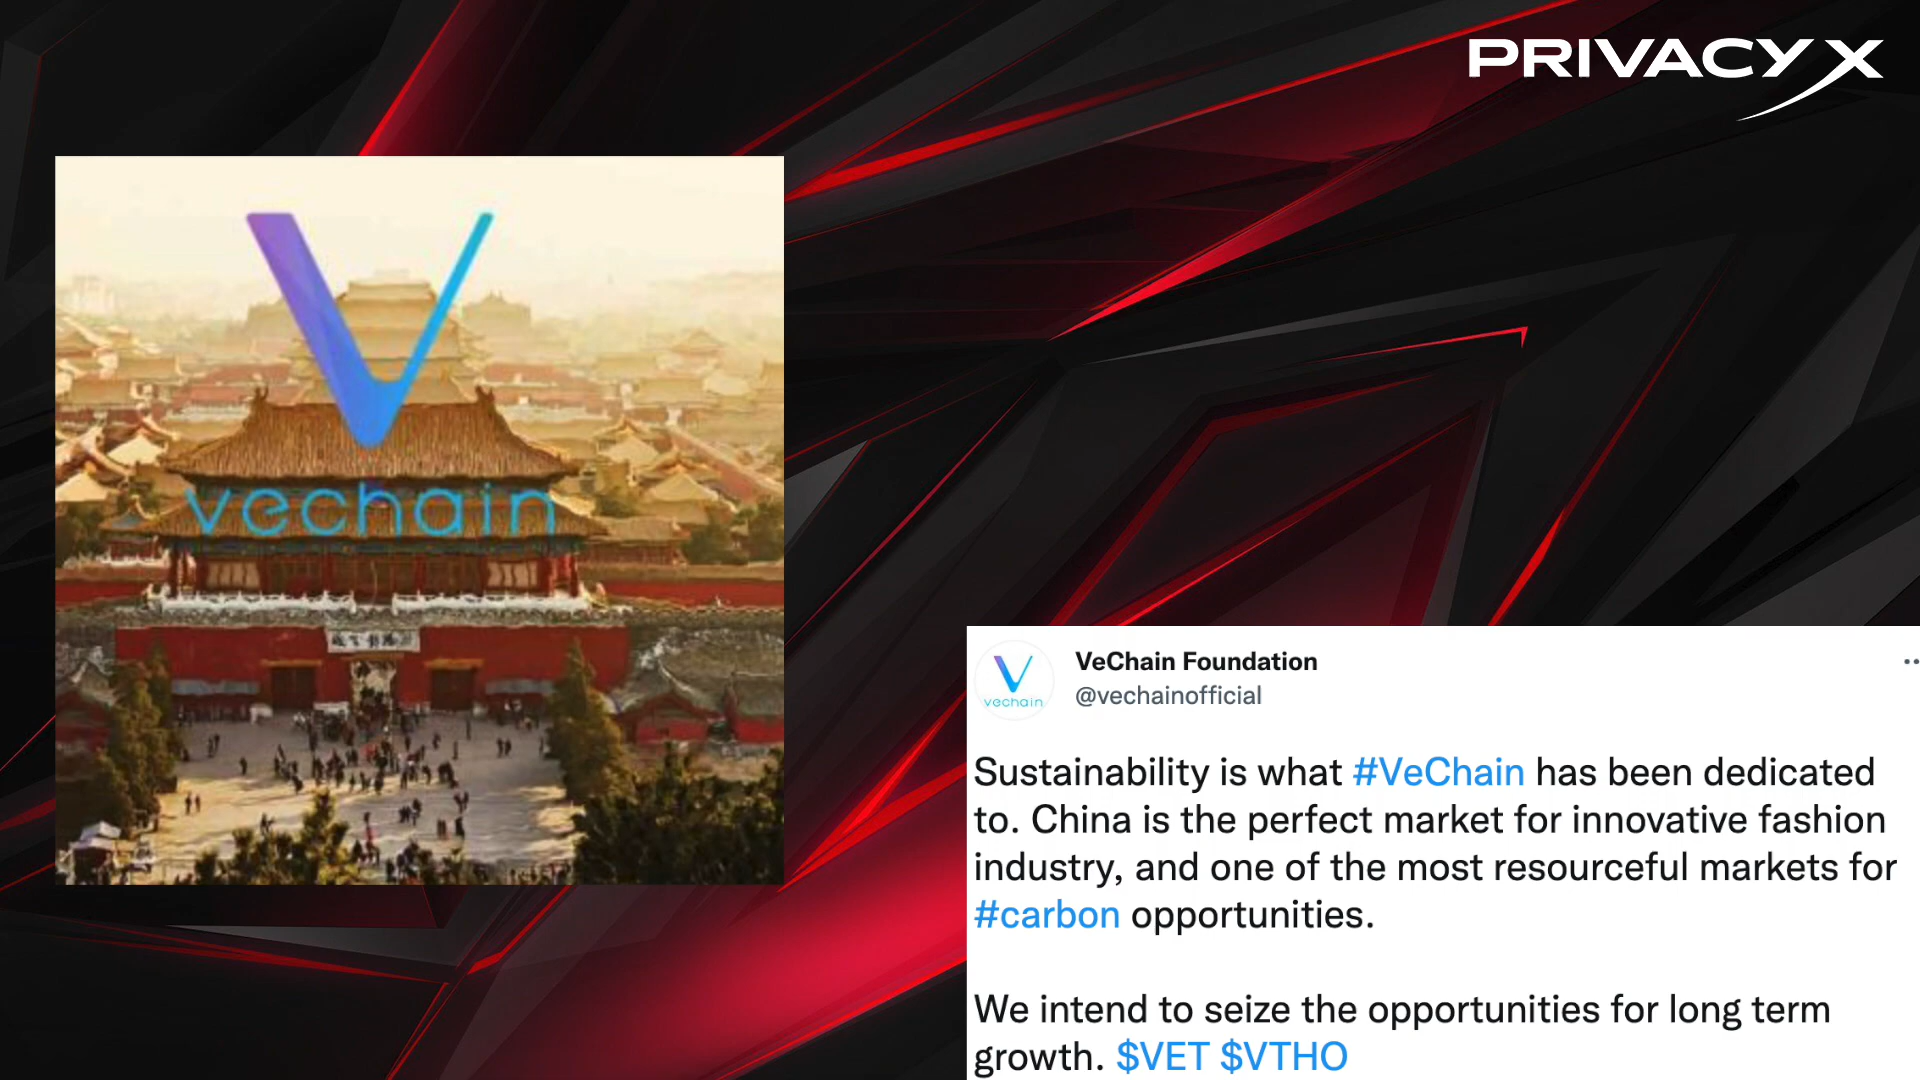 PRIVACY X
vechain
VeChain Foundation
@vechainofficial
vechain
Sustainability is what #VeChain has been dedicated
to. China is the perfect market for innovative fashion
industry, and one of the most resourceful markets for
#carbon opportunities.
We intend to seize the opportunities for long term
growth. $VET $VTHO